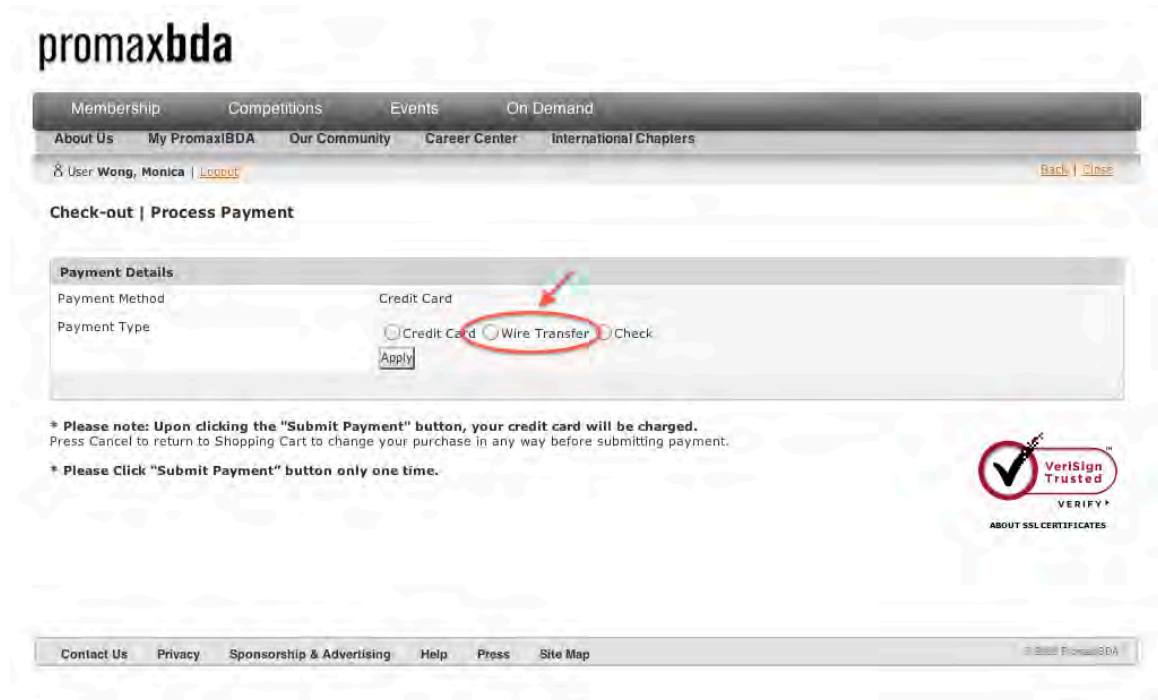 promaxbda
Membership Competitions Events On Demand
About Us My PromaxIBDA Our Community Career Center International Chapters
User Wong, Monica | Logout Back | Close
Check-out | Process Payment
Payment Details
Payment Method Credit Card
Payment Type Credit Card Wire Transfer Check
Apply
* Please note: Upon clicking the "Submit Payment" button, your credit card will be charged.
Press Cancel to return to Shopping Cart to change your purchase in any way before submitting payment.
* Please Click "Submit Payment" button only one time.
VeriSign
Trusted
™
VERIFY
ABOUT SSL CERTIFICATES
Contact Us Privacy Sponsorship & Advertising Help Press Site Map PromaxBDA